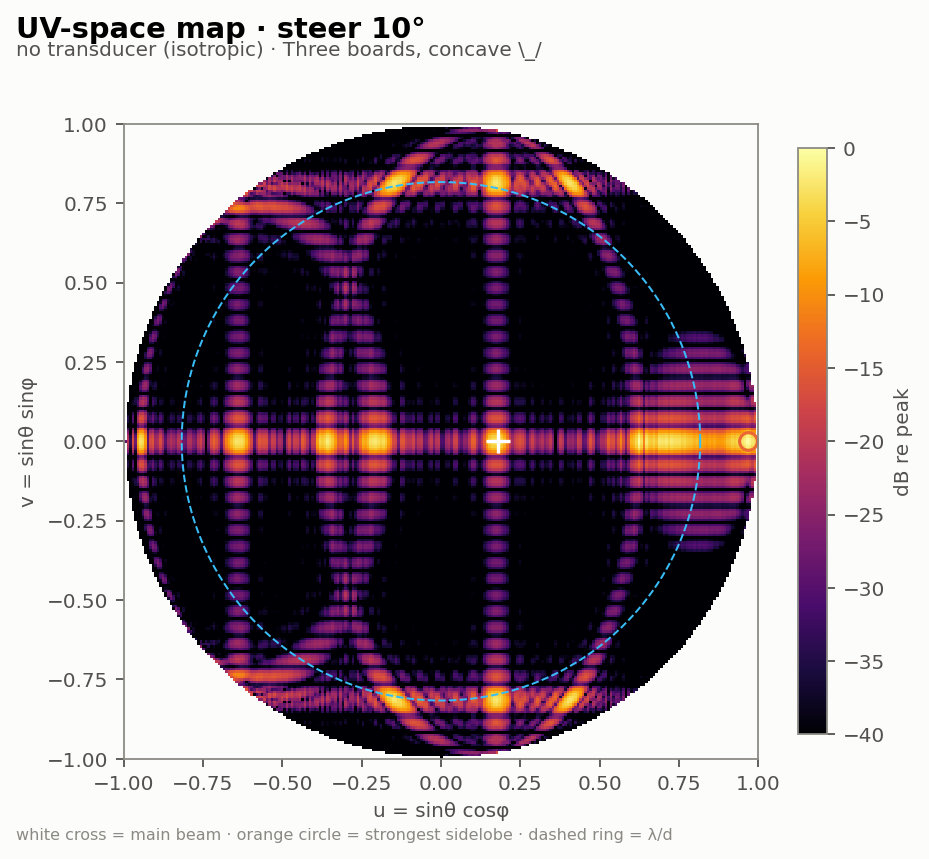 UV-space map · steer 10°
no transducer (isotropic) · Three boards, concave \_/
1.00
0.75
0.50
0.25
0.00
−0.25
−0.50
−0.75
−1.00
v = sinθ sinφ
−1.00 −0.75 −0.50 −0.25 0.00 0.25 0.50 0.75 1.00
u = sinθ cosφ
0
−5
−10
−15
−20
−25
−30
−35
−40
dB re peak
white cross = main beam · orange circle = strongest sidelobe · dashed ring = λ/d